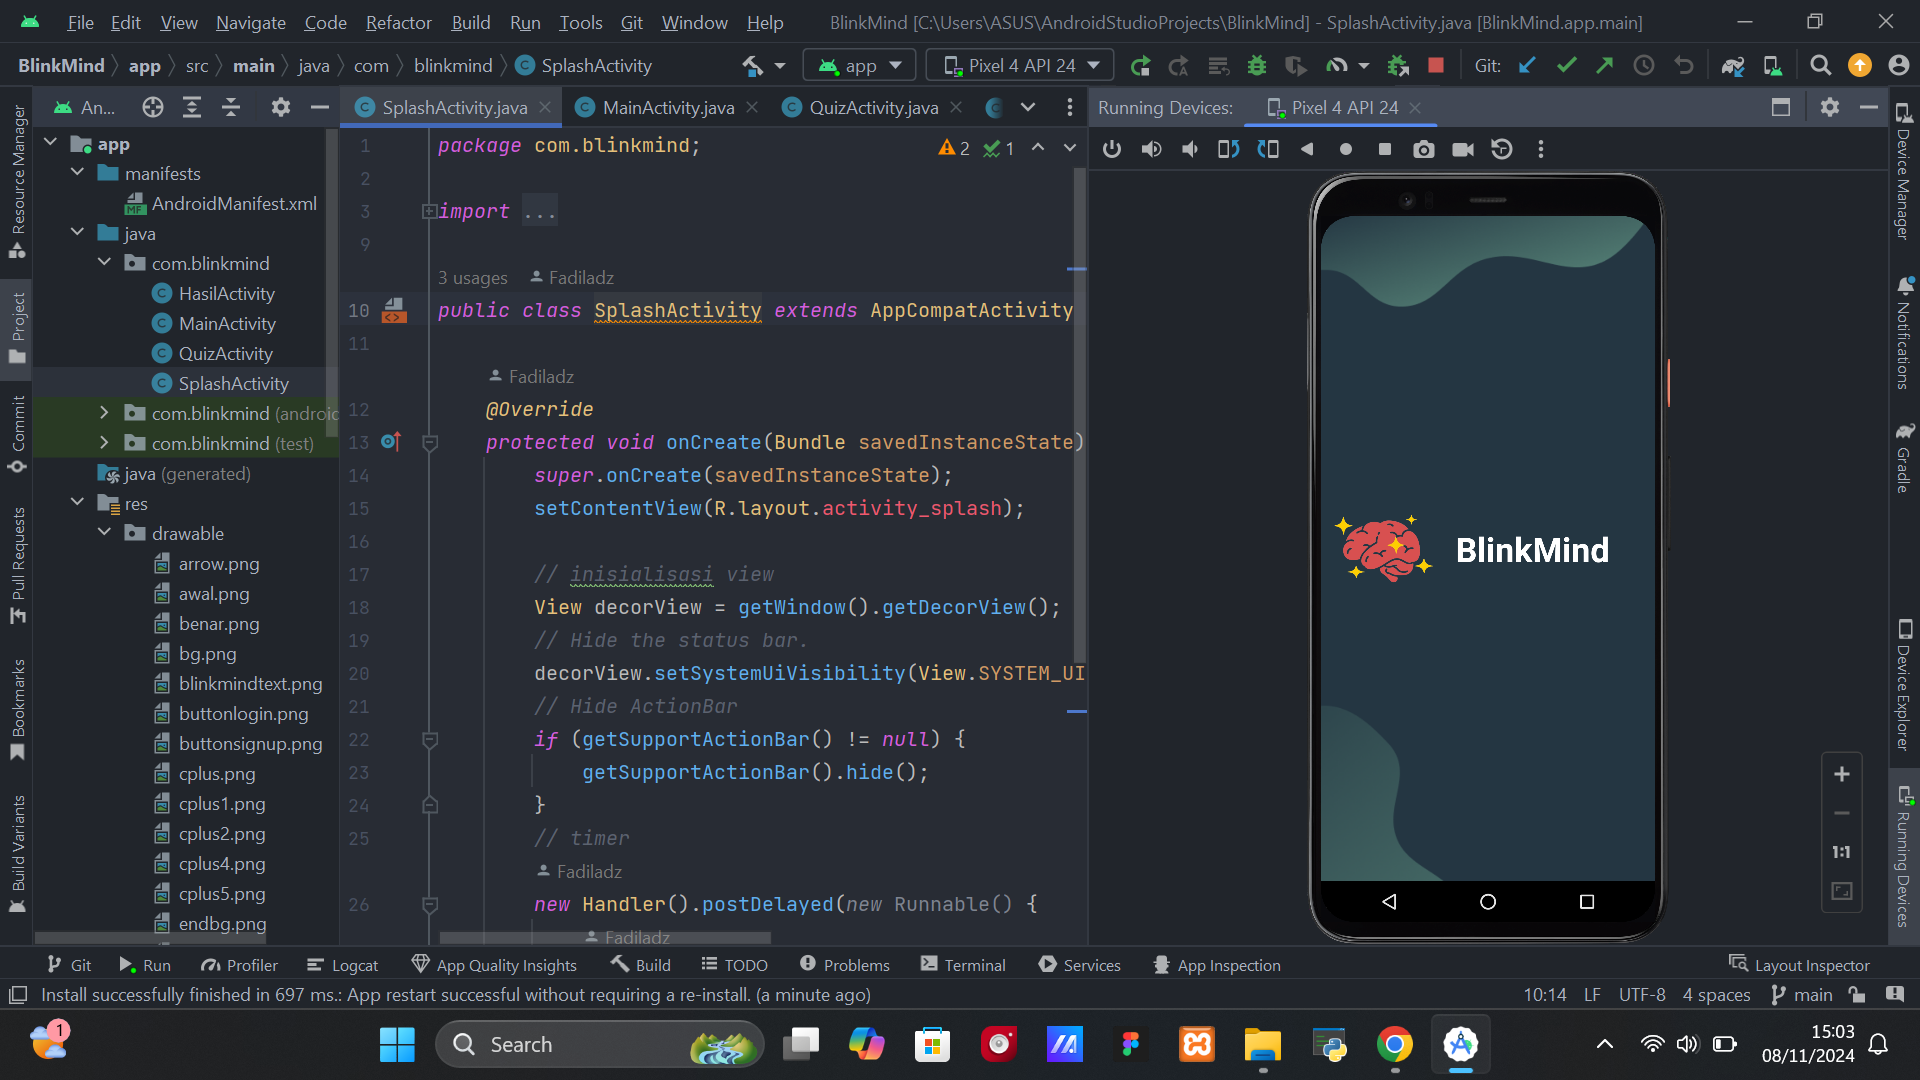 File Edit View Navigate Code Refactor Build Run Tools Git Window Help BlinkMind [C:\Users\ASUS\AndroidStudioProjects\BlinkMind] - SplashActivity.java [BlinkMind.app.main]
BlinkMind app src main java com blinkmind SplashActivity app Pixel 4 API 24 Git:
An... SplashActivity.java MainActivity.java QuizActivity.java Running Devices: Pixel 4 API 24
Resource Manager
Project
Commit
Pull Requests
Bookmarks
Build Variants
app
manifests
AndroidManifest.xml
java
com.blinkmind
HasilActivity
MainActivity
QuizActivity
SplashActivity
com.blinkmind (androi
com.blinkmind (test)
java (generated)
res
drawable
arrow.png
awal.png
benar.png
bg.png
blinkmindtext.png
buttonlogin.png
buttonsignup.png
cplus.png
cplus1.png
cplus2.png
cplus4.png
cplus5.png
endbg.png
1 package com.blinkmind; 2 1
2
3 import ...
9
3 usages Fadiladz
10 public class SplashActivity extends AppCompatActivity
11
Fadiladz
12 @Override
13 protected void onCreate(Bundle savedInstanceState)
14 super.onCreate(savedInstanceState);
15 setContentView(R.layout.activity_splash);
16
17 // inisialisasi view
18 View decorView = getWindow().getDecorView();
19 // Hide the status bar.
20 decorView.setSystemUiVisibility(View.SYSTEM_UI
21 // Hide ActionBar
22 if (getSupportActionBar() != null) {
23 getSupportActionBar().hide();
24 }
25 // timer
Fadiladz
26 new Handler().postDelayed(new Runnable() {
Fadiladz
BlinkMind
1:1
Device Manager
Notifications
Gradle
Device Explorer
Running Devices
Git Run Profiler Logcat App Quality Insights Build TODO Problems Terminal Services App Inspection Layout Inspector
Install successfully finished in 697 ms.: App restart successful without requiring a re-install. (a minute ago) 10:14 LF UTF-8 4 spaces main
1 Search 15:03
08/11/2024